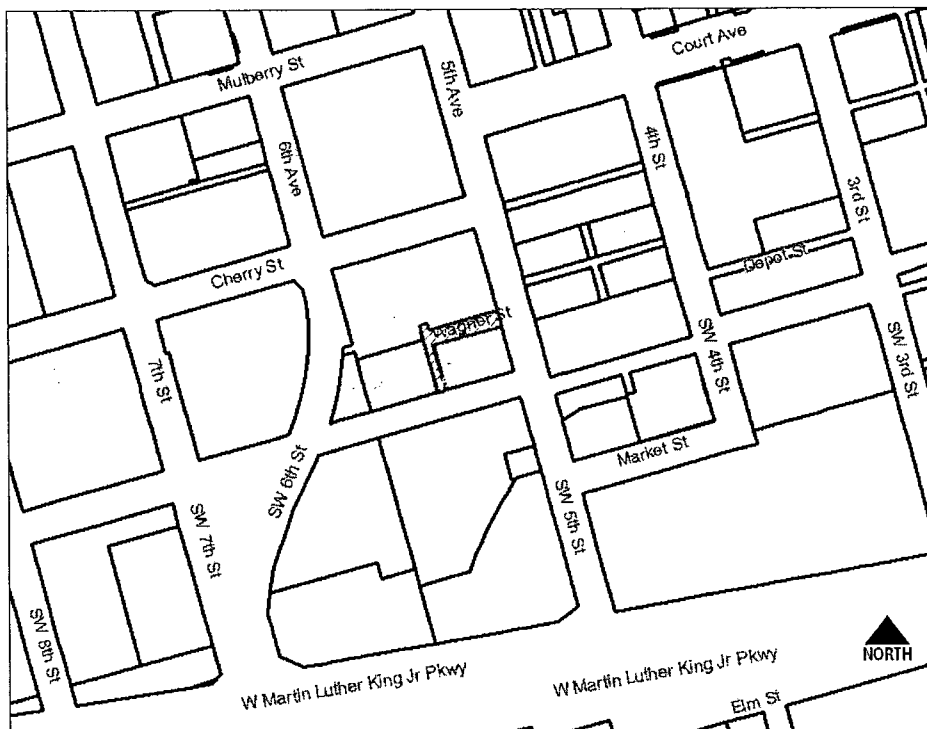 Court Ave
Mulberry St
5th Ave
4th St
6th Ave
3rd St
Cherry St
Depot St
Wagner St
7th St
SW 4th St
SW 3rd St
Market St
SW 6th St
SW 5th St
SW 7th St
SW 8th St
NORTH
W Martin Luther King Jr Pkwy
W Martin Luther King Jr Pkwy
Elm St